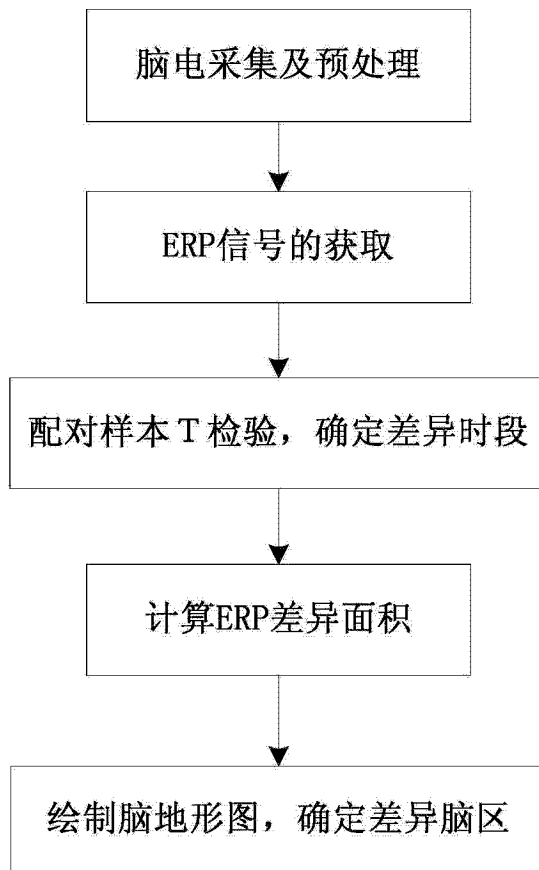 脑电采集及预处理
ERP信号的获取
配对样本T检验，确定差异时段
计算ERP差异面积
绘制脑地形图，确定差异脑区